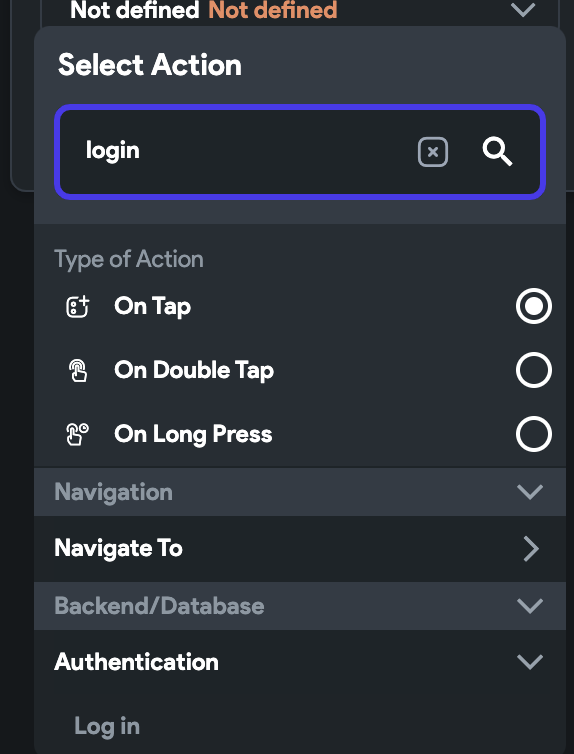 Not defined Not defined
Select Action
login
Type of Action
On Tap
On Double Tap
On Long Press
Navigation
Navigate To
Backend/Database
Authentication
Log in